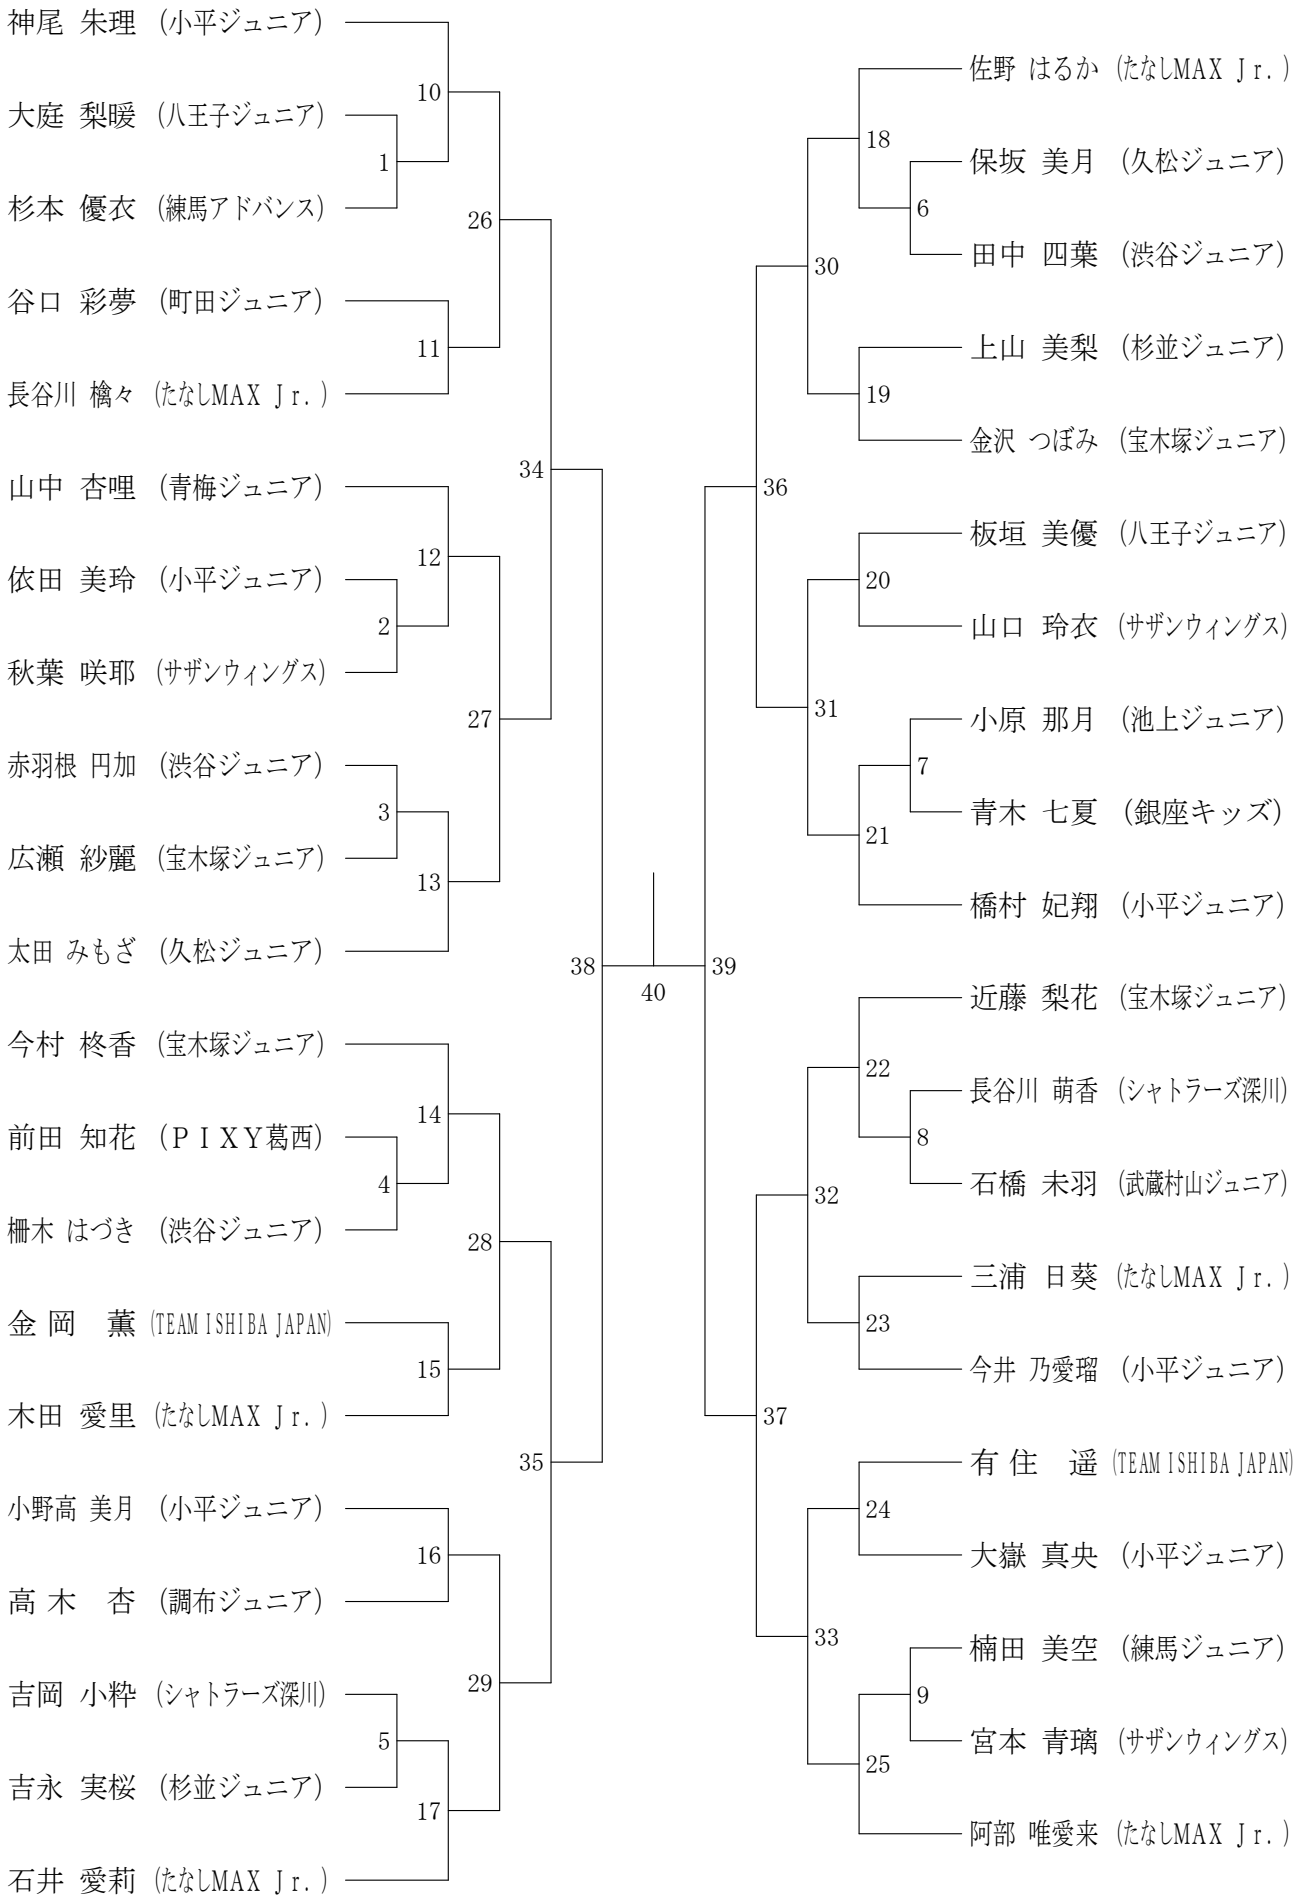 神尾 朱理 (小平ジュニア)
大庭 梨暖 (八王子ジュニア)
杉本 優衣 (練馬アドバンス)
谷口 彩夢 (町田ジュニア)
長谷川 檎々 (たなしMAX Jr.)
山中 杏哩 (青梅ジュニア)
依田 美玲 (小平ジュニア)
秋葉 咲耶 (サザンウィングス)
赤羽根 円加 (渋谷ジュニア)
広瀬 紗麗 (宝木塚ジュニア)
太田 みもざ (久松ジュニア)
今村 柊香 (宝木塚ジュニア)
前田 知花 (ＰＩＸＹ葛西)
柵木 はづき (渋谷ジュニア)
金岡 薫 (TEAM ISHIBA JAPAN)
木田 愛里 (たなしMAX Jr.)
小野高 美月 (小平ジュニア)
高木 杏 (調布ジュニア)
吉岡 小粋 (シャトラーズ深川)
吉永 実桜 (杉並ジュニア)
石井 愛莉 (たなしMAX Jr.)
1
2
3
4
5
10
11
12
13
14
15
16
17
26
27
28
29
34
35
38
40
39
36
37
30
31
32
33
18
19
20
21
22
23
24
25
6
7
8
9
佐野 はるか (たなしMAX Jr.)
保坂 美月 (久松ジュニア)
田中 四葉 (渋谷ジュニア)
上山 美梨 (杉並ジュニア)
金沢 つぼみ (宝木塚ジュニア)
板垣 美優 (八王子ジュニア)
山口 玲衣 (サザンウィングス)
小原 那月 (池上ジュニア)
青木 七夏 (銀座キッズ)
橋村 妃翔 (小平ジュニア)
近藤 梨花 (宝木塚ジュニア)
長谷川 萌香 (シャトラーズ深川)
石橋 未羽 (武蔵村山ジュニア)
三浦 日葵 (たなしMAX Jr.)
今井 乃愛瑠 (小平ジュニア)
有住 遥 (TEAM ISHIBA JAPAN)
大嶽 真央 (小平ジュニア)
楠田 美空 (練馬ジュニア)
宮本 青璃 (サザンウィングス)
阿部 唯愛来 (たなしMAX Jr.)